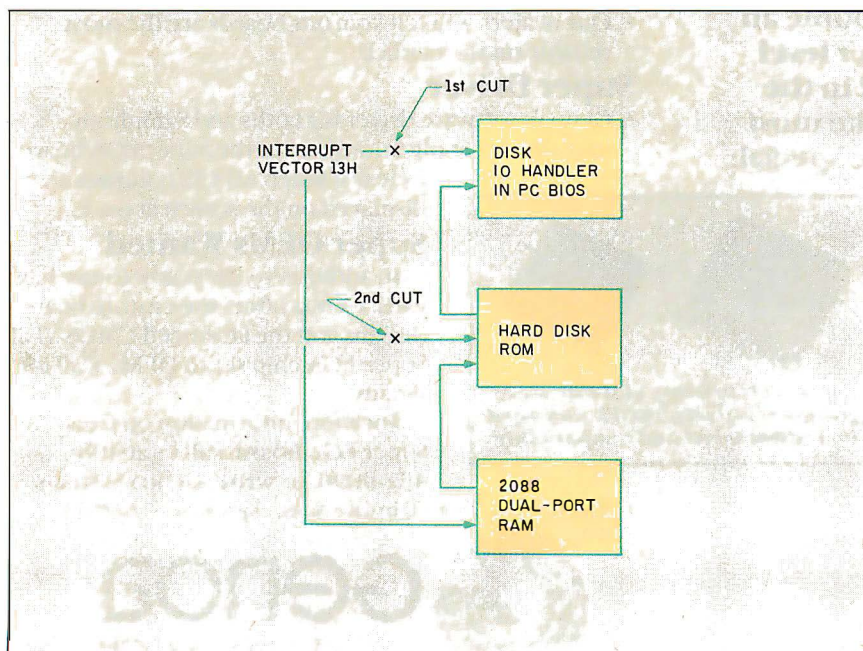 1st CUT
INTERRUPT
VECTOR 13H
DISK
IO HANDLER
IN PC BIOS
2nd CUT
HARD DISK
ROM
2088
DUAL-PORT
RAM